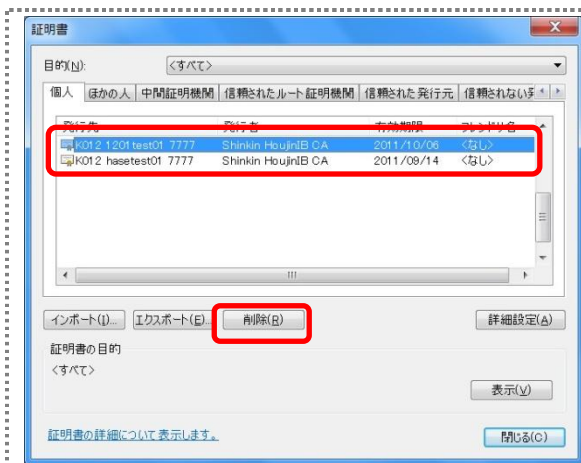 証明書
目的(N): <すべて>
個人 ほかの人 中間証明機関 信頼されたルート証明機関 信頼された発行元 信頼されない
発行先 発行者 有効期限 フレンドリ名
K012 1201test01 7777 Shinkin HoujinIB CA 2011/10/06 <なし>
K012 hasetest01 7777 Shinkin HoujinIB CA 2011/09/14 <なし>
インポート(I)... エクスポート(E)... 削除(R) 詳細設定(A)
証明書の目的
<すべて>
表示(V)
証明書の詳細について表示します。
閉じる(C)